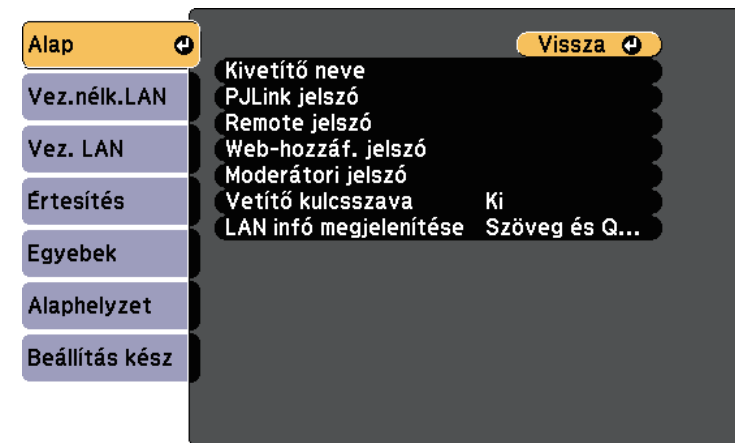 Alap
Vez.nélk.LAN
Vez. LAN
Értesítés
Egyebek
Alaphelyzet
Beállítás kész
Vissza
Kivetítő neve
PJLink jelszó
Remote jelszó
Web-hozzáf. jelszó
Moderátori jelszó
Vetítő kulcsszava Ki
LAN infó megjelenítése Szöveg és Q...